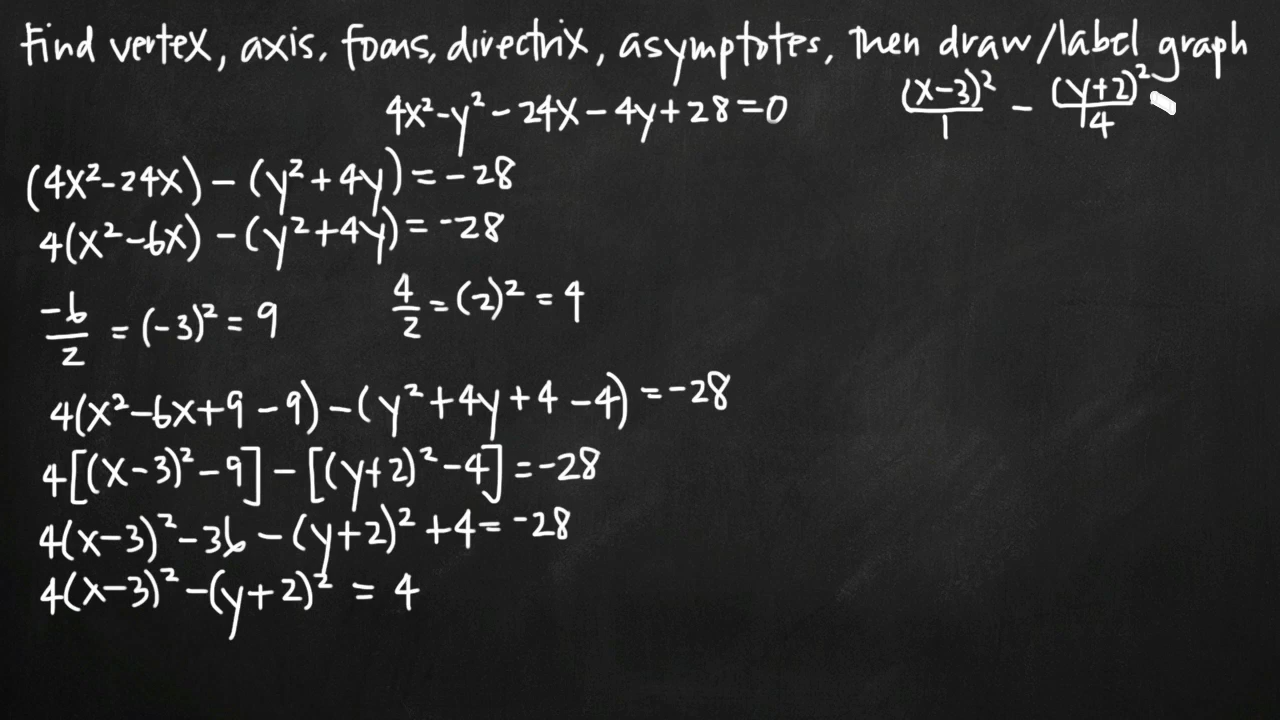 Find vertex, axis, focus, directrix, asymptotes, then draw/label graph
4x²-y²-24x-4y+28=0
(x-3)²/1 - (y+2)²/4
(4x²-24x)-(y²+4y)=-28
4(x²-6x)-(y²+4y)=-28
-6/2=(-3)²=9
4/2=(2)²=4
4(x²-6x+9-9)-(y²+4y+4-4)=-28
4[(x-3)²-9]-[(y+2)²-4]=-28
4(x-3)²-36-(y+2)²+4=-28
4(x-3)²-(y+2)²=4